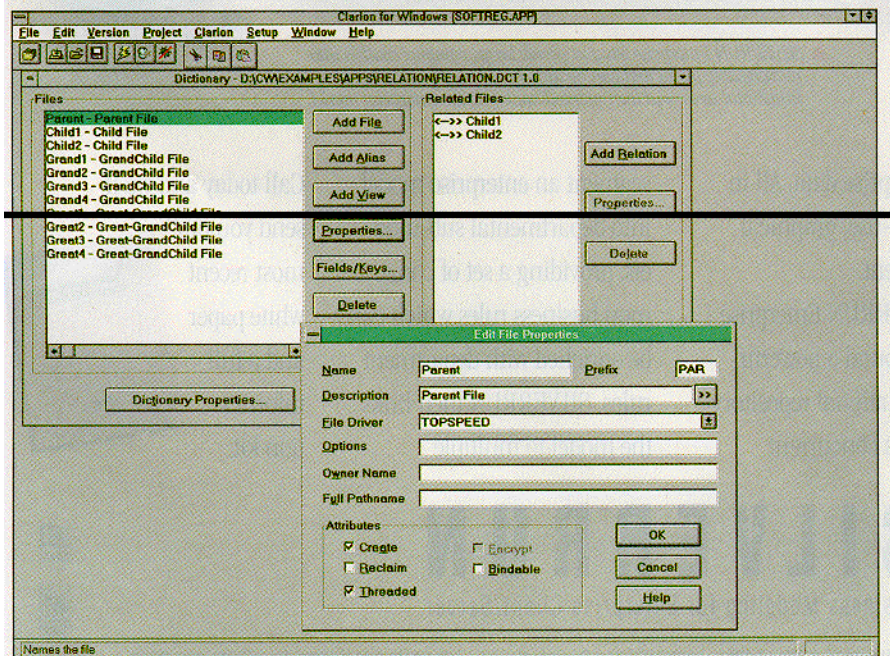 Clarion for Windows (SOFTREG.APP)
File Edit Version Project Clarion Setup Window Help
Dictionary - D:\CW\EXAMPLES\APPS\RELATION\RELATION.DCT 1.0
Files
Parent - Parent File
Child1 - Child File
Child2 - Child File
Grand1 - GrandChild File
Grand2 - GrandChild File
Grand3 - GrandChild File
Grand4 - GrandChild File
Great2 - Great-GrandChild File
Great3 - Great-GrandChild File
Great4 - Great-GrandChild File
Add File
Add Alias
Add View
Properties...
Fields/Keys...
Delete
Dictionary Properties...
Related Files
<-->> Child1
<-->> Child2
Add Relation
Properties...
Delete
Edit File Properties
Name Parent Prefix PAR
Description Parent File >>
File Driver TOPSPEED
Options
Owner Name
Full Pathname
Attributes
Create Encrypt
Reclaim Bindable
Threaded
OK
Cancel
Help
Names the file